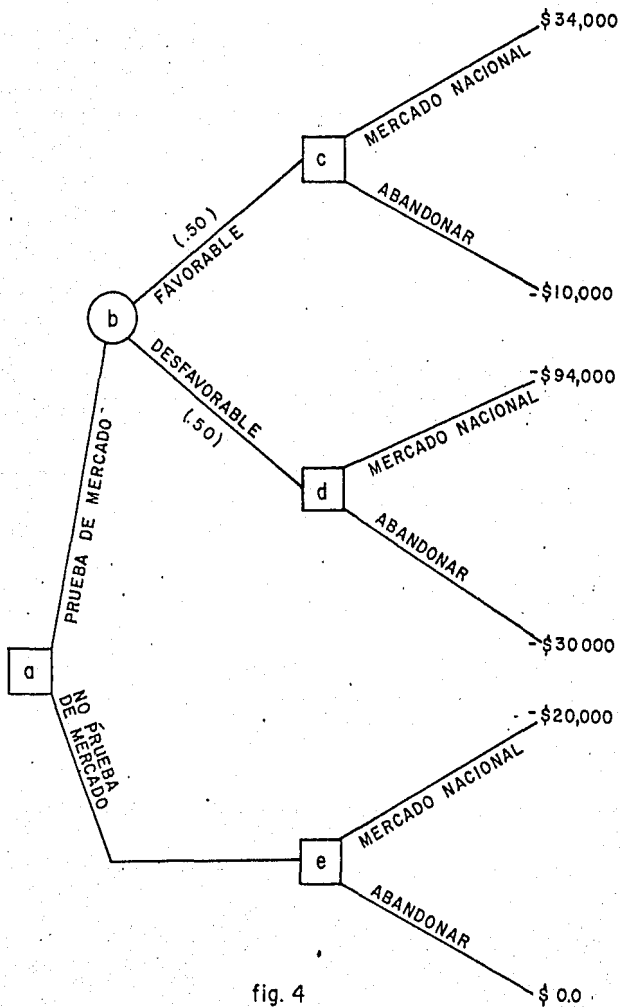 $34,000
MERCADO NACIONAL
c
ABANDONAR
-$10,000
(.50)
FAVORABLE
b
DESFAVORABLE
(.50)
-$94,000
MERCADO NACIONAL
d
ABANDONAR
-$30000
PRUEBA DE MERCADO
a
NO PRUEBA
DE MERCADO
-$20,000
MERCADO NACIONAL
e
ABANDONAR
$ 0.0
fig. 4